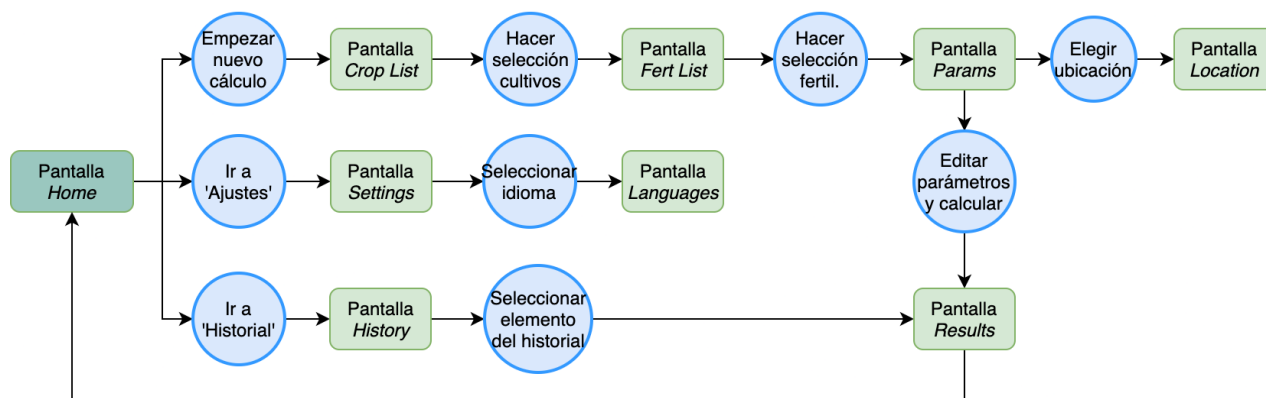 Empezar
nuevo
cálculo
Pantalla
Crop List
Hacer
selección
cultivos
Pantalla
Fert List
Hacer
selección
fertil.
Pantalla
Params
Elegir
ubicación
Pantalla
Location
Pantalla
Home
Ir a
'Ajustes'
Pantalla
Settings
Seleccionar
idioma
Pantalla
Languages
Editar
parámetros
y calcular
Ir a
'Historial'
Pantalla
History
Seleccionar
elemento
del historial
Pantalla
Results